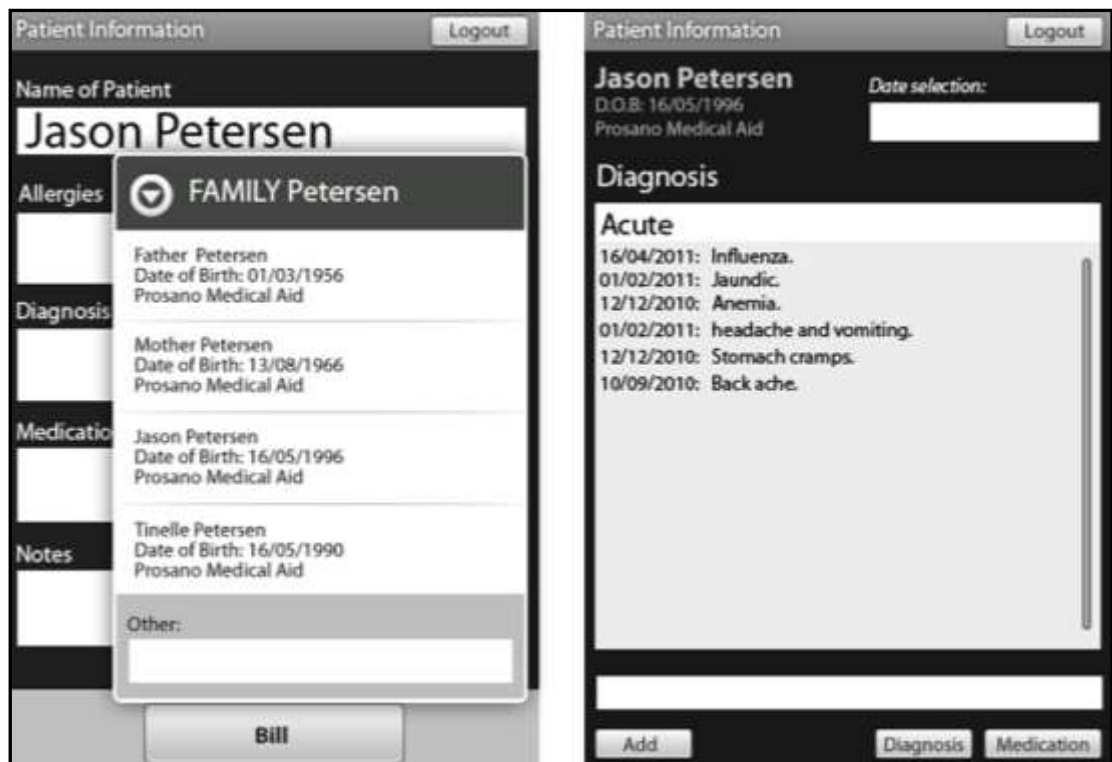 Patient Information
Logout
Name of Patient
Jason Petersen
Allergies
FAMILY Petersen
Father Petersen
Date of Birth: 01/03/1956
Prosano Medical Aid
Diagnosis
Mother Petersen
Date of Birth: 13/08/1966
Prosano Medical Aid
Medicatio
Jason Petersen
Date of Birth: 16/05/1996
Prosano Medical Aid
Tinelle Petersen
Date of Birth: 16/05/1990
Prosano Medical Aid
Notes
Other:
Bill
Patient Information
Logout
Jason Petersen
D.O.B: 16/05/1996
Prosano Medical Aid
Date selection:
Diagnosis
Acute
16/04/2011: Influenza.
01/02/2011: Jaundic.
12/12/2010: Anemia.
01/02/2011: headache and vomiting.
12/12/2010: Stomach cramps.
10/09/2010: Back ache.
Add
Diagnosis
Medication